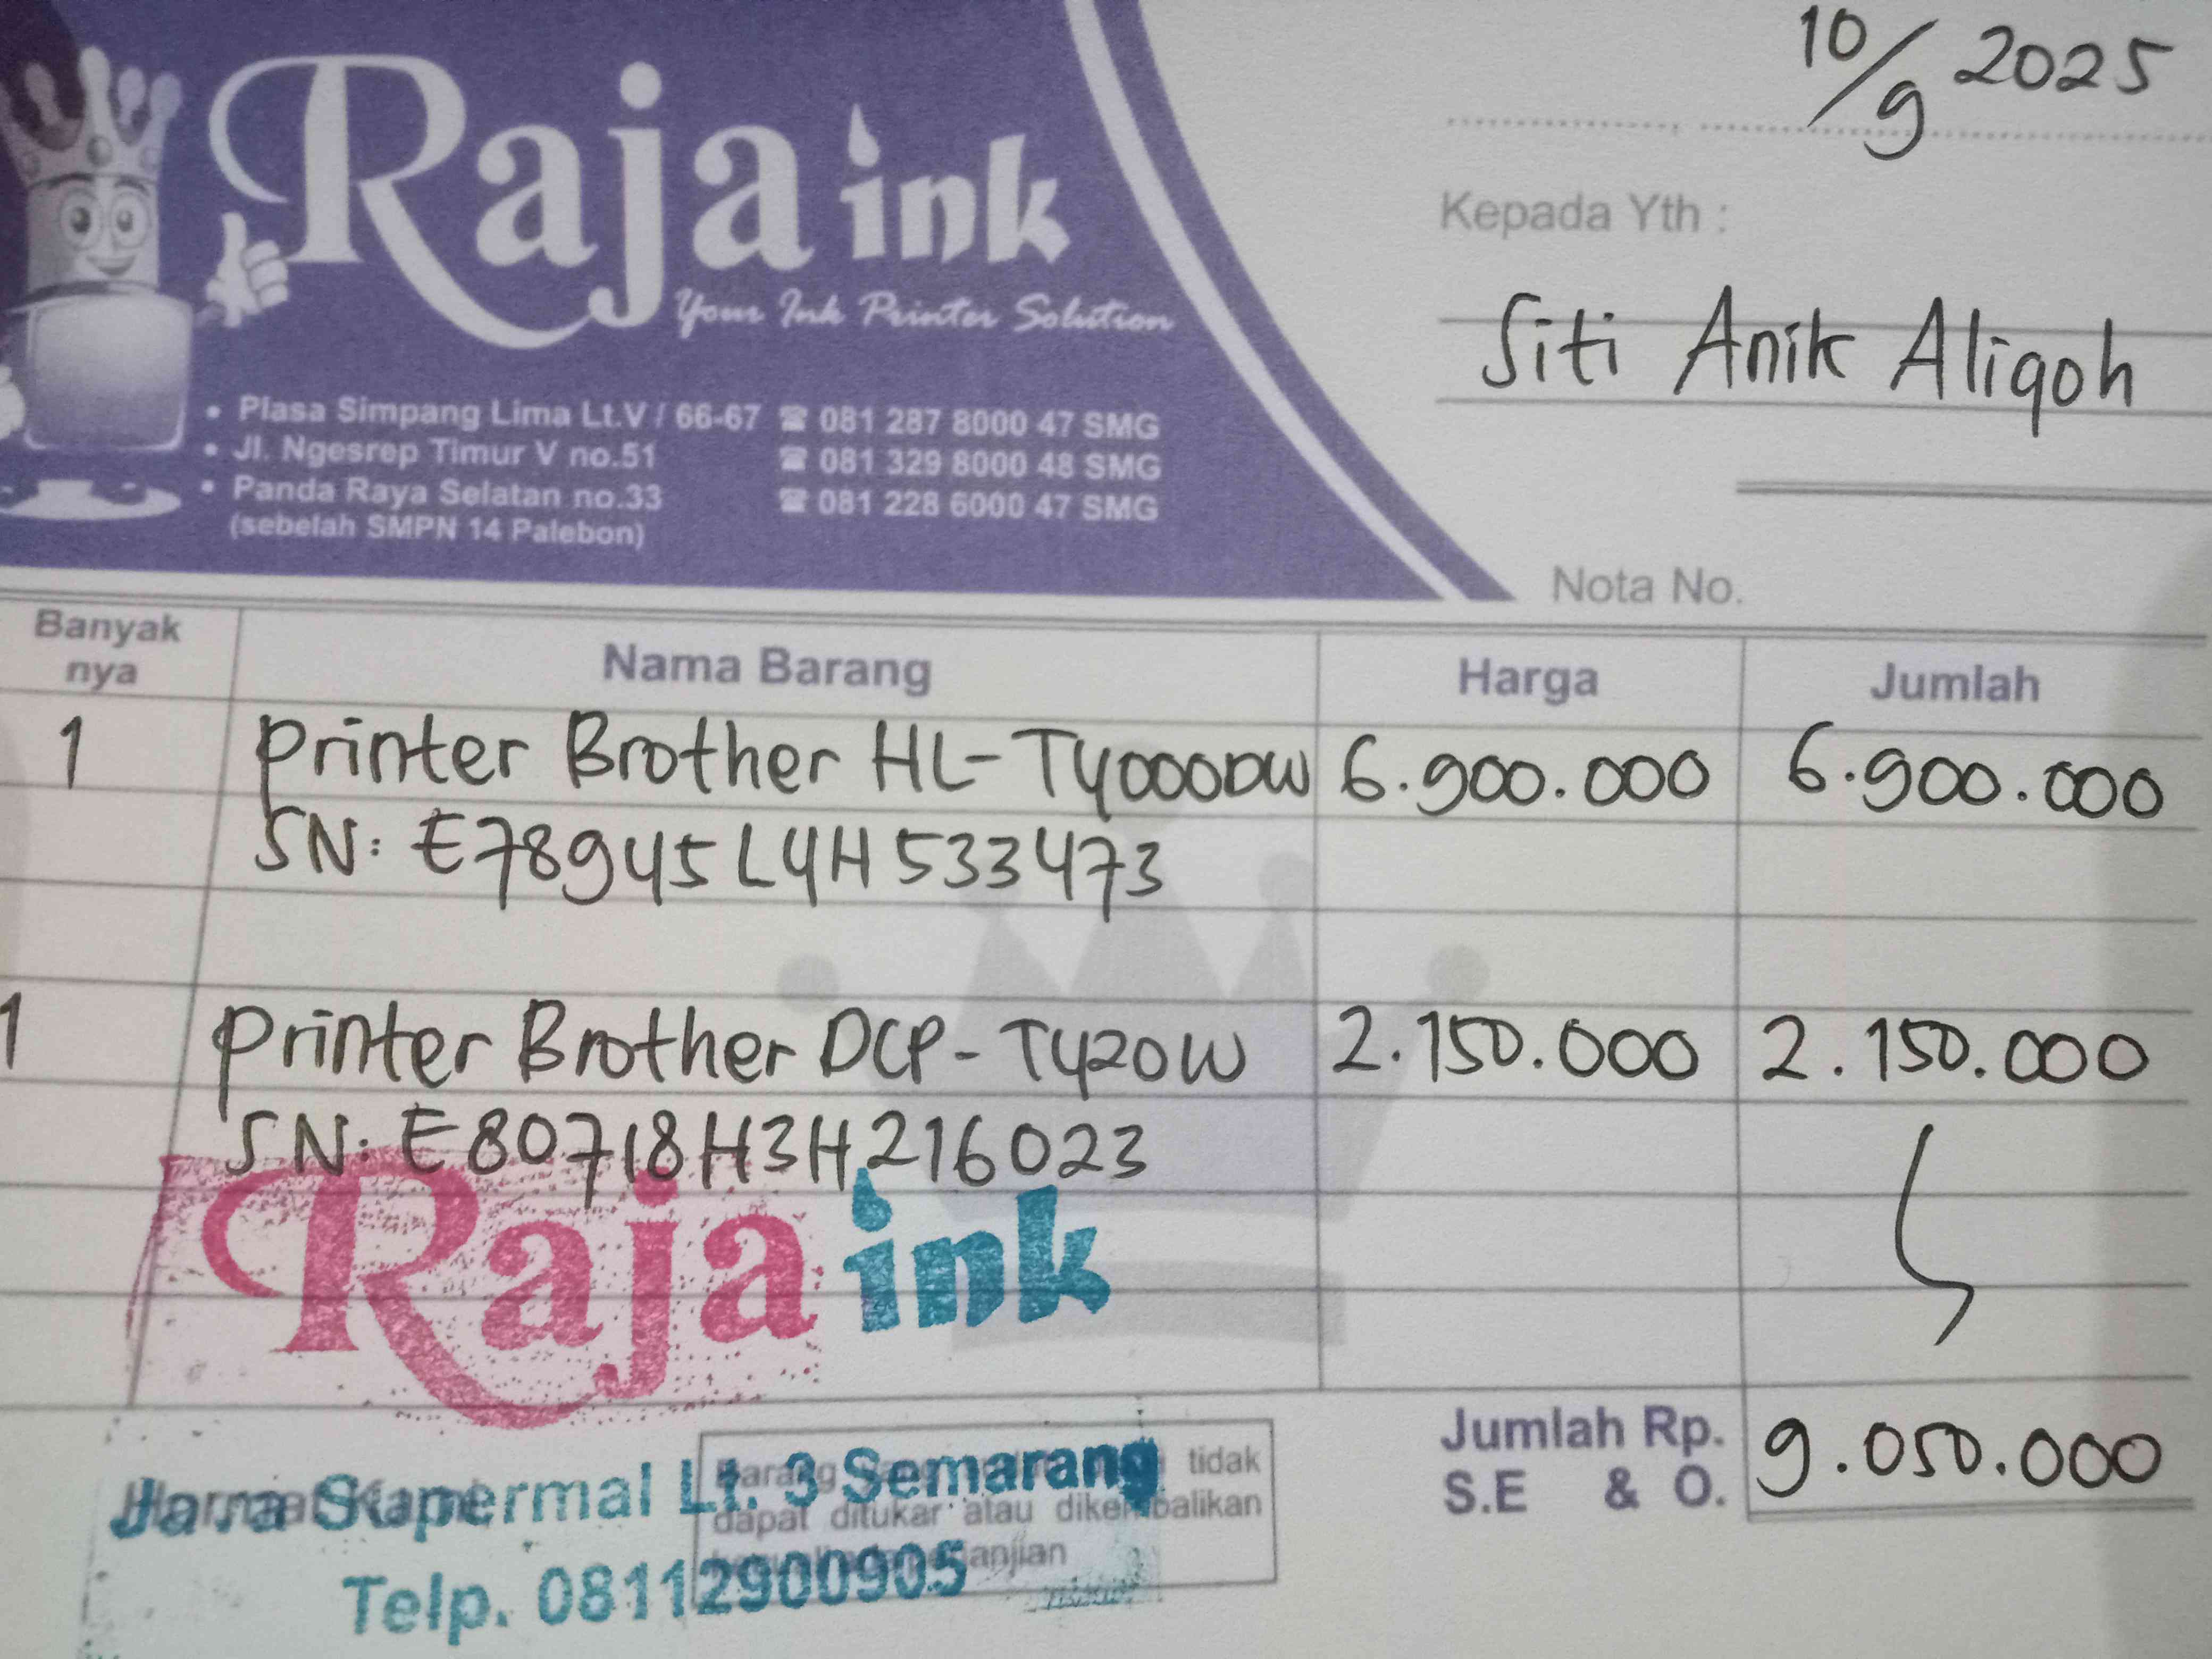 Raja ink
Your Ink Printer Solution
• Plasa Simpang Lima Lt.V / 66-67 ☎ 081 287 8000 47 SMG
• Jl. Ngesrep Timur V no.51 ☎ 081 329 8000 48 SMG
• Panda Raya Selatan no.33 ☎ 081 228 6000 47 SMG
(sebelah SMPN 14 Palebon)
10/9 2025
Kepada Yth :
Siti Anik Aliqoh
Nota No.
Banyak nya Nama Barang Harga Jumlah
1 Printer Brother HL-T4000DW 6.900.000 6.900.000
SN: E78945L4H533473
1 Printer Brother DCP-T420W 2.150.000 2.150.000
SN: E80718H3H216023
Raja ink
Jumlah Rp. 9.050.000
S.E & O.
Java Supermal Lt. 3 Semarang
Telp. 08112900905
tidak
dapat ditukar atau dikembalikan